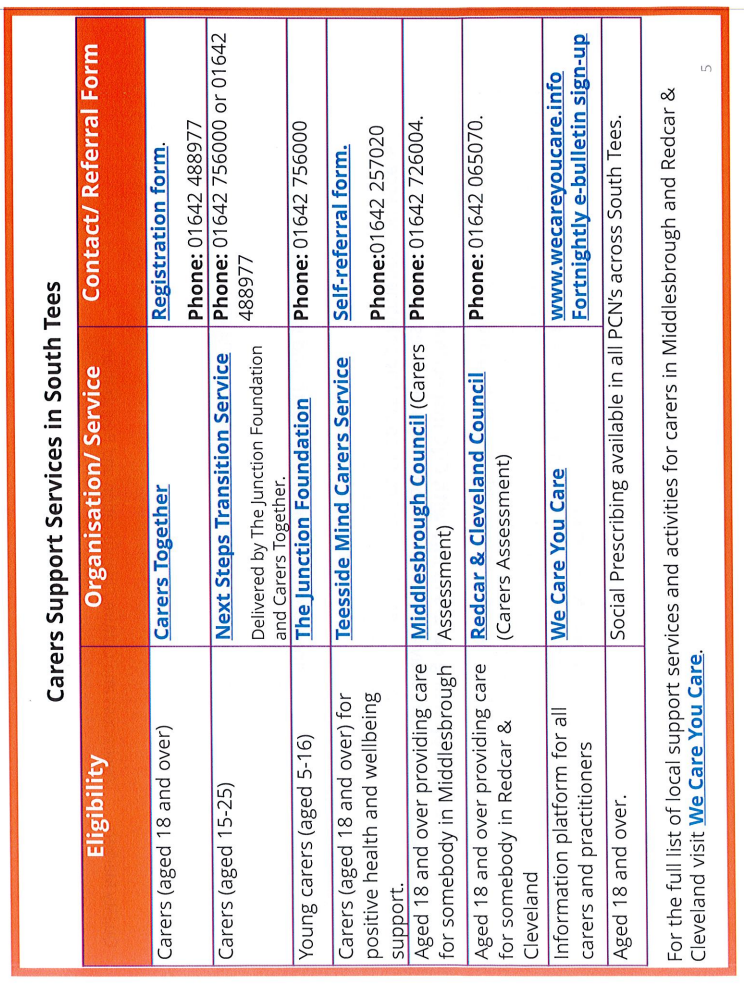 Carers Support Services in South Tees
Eligibility
Organisation/ Service
Contact/ Referral Form
Carers (aged 18 and over)
Carers Together
Registration form.
Phone: 01642 488977
Carers (aged 15-25)
Next Steps Transition Service
Delivered by The Junction Foundation
and Carers Together.
Phone: 01642 756000 or 01642
488977
Young carers (aged 5-16)
The Junction Foundation
Phone: 01642 756000
Carers (aged 18 and over) for
positive health and wellbeing
support.
Teesside Mind Carers Service
Self-referral form.
Phone:01642 257020
Aged 18 and over providing care
for somebody in Middlesbrough
Middlesbrough Council (Carers
Assessment)
Phone: 01642 726004.
Aged 18 and over providing care
for somebody in Redcar &
Cleveland
Redcar & Cleveland Council
(Carers Assessment)
Phone: 01642 065070.
Information platform for all
carers and practitioners
We Care You Care
www.wecareyoucare.info
Fortnightly e-bulletin sign-up
Aged 18 and over.
Social Prescribing available in all PCN's across South Tees.
For the full list of local support services and activities for carers in Middlesbrough and Redcar &
Cleveland visit We Care You Care.
5